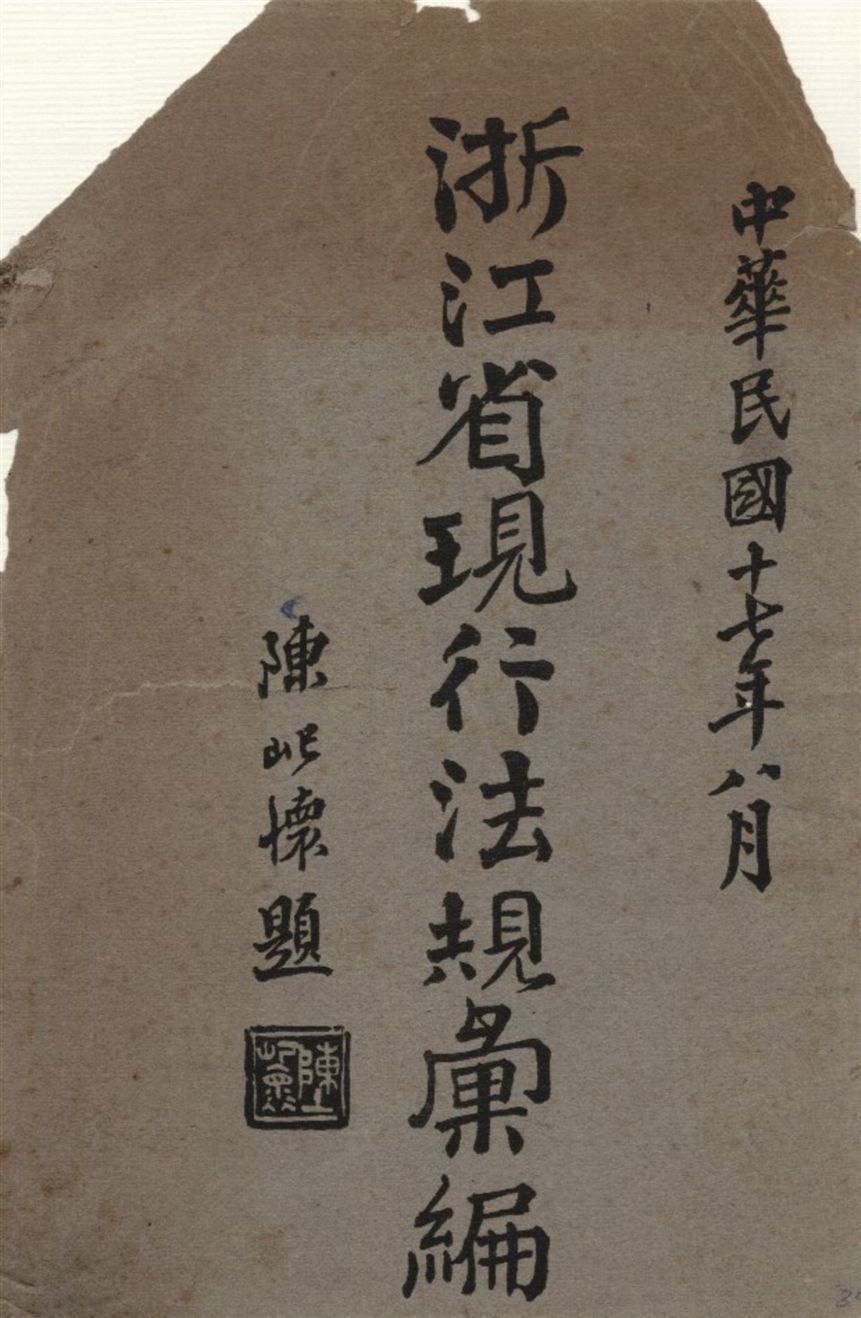 中華民國十七年八月
浙江省現行法規彙編
陳屺懷題